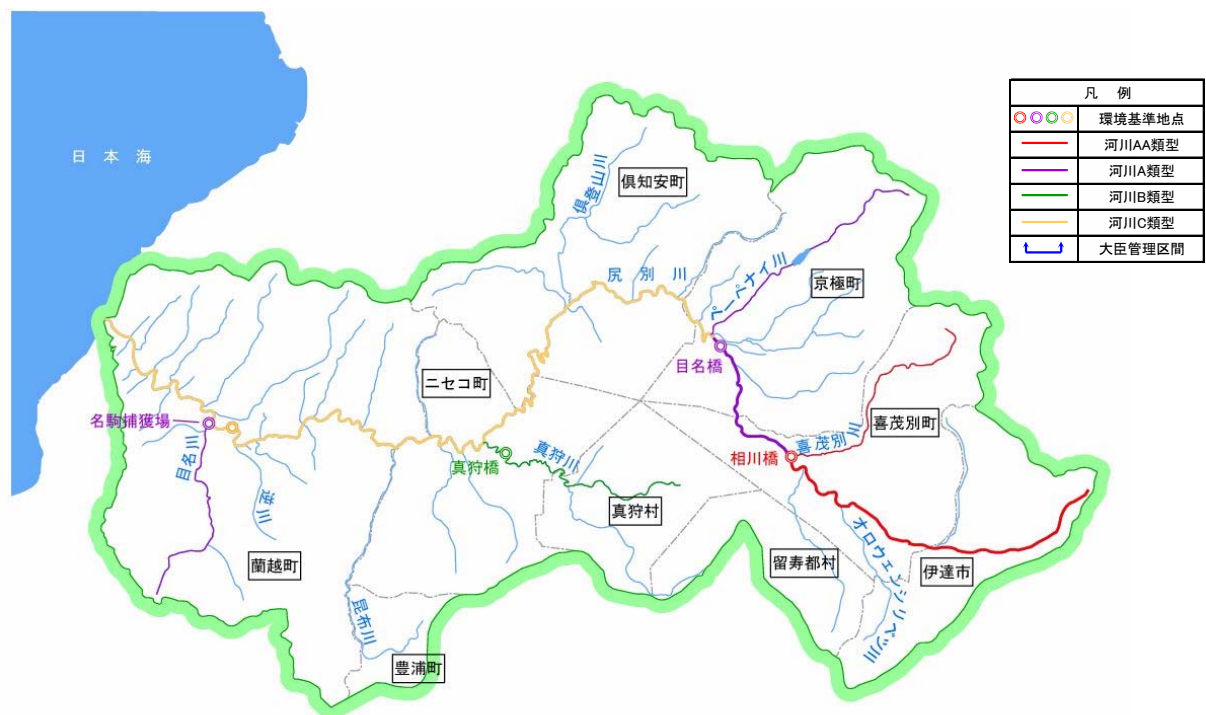 凡 例
環境基準地点
河川AA類型
河川A類型
河川B類型
河川C類型
大臣管理区間
日 本 海
倶登山川
倶知安町
尻 別 川
ペーペナイ川
京極町
目名橋
ニセコ町
名駒捕獲場
目名川
逆川
真狩橋
真狩川
相川橋
喜茂別川
喜茂別町
真狩村
蘭越町
留寿都村
オロウェンシリベツ川
伊達市
昆布川
豊浦町